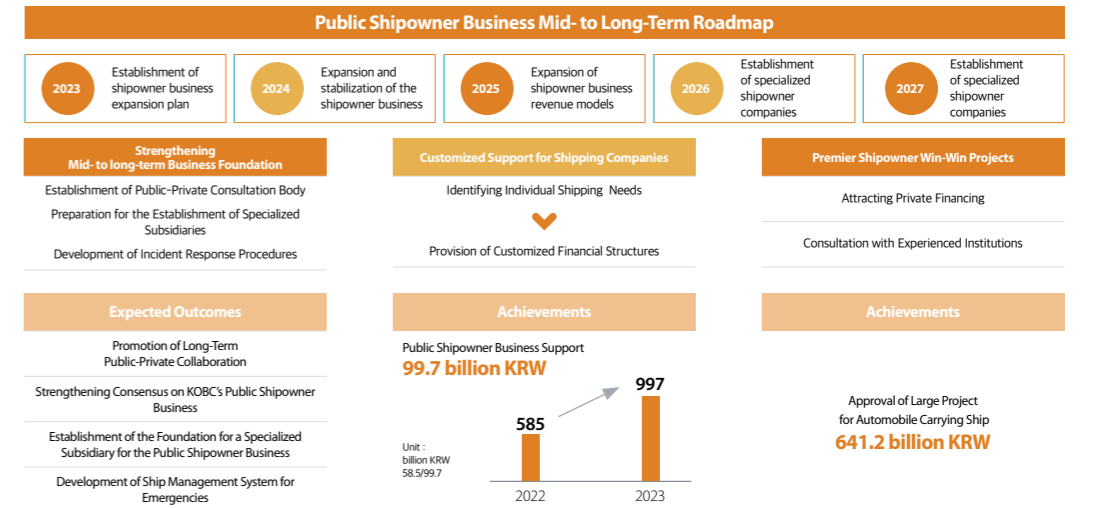 Public Shipowner Business Mid- to Long-Term Roadmap
2023
Establishment of
shipowner business
expansion plan
2024
Expansion and
stabilization of the
shipowner business
2025
Expansion of
shipowner business
revenue models
2026
Establishment
of specialized
shipowner
companies
2027
Establishment
of specialized
shipowner
companies
Strengthening
Mid- to long-term Business Foundation
Establishment of Public–Private Consultation Body
Preparation for the Establishment of Specialized
Subsidiaries
Development of Incident Response Procedures
Customized Support for Shipping Companies
Identifying Individual Shipping Needs
Provision of Customized Financial Structures
Premier Shipowner Win-Win Projects
Attracting Private Financing
Consultation with Experienced Institutions
Expected Outcomes
Promotion of Long-Term
Public-Private Collaboration
Strengthening Consensus on KOBC's Public Shipowner
Business
Establishment of the Foundation for a Specialized
Subsidiary for the Public Shipowner Business
Development of Ship Management System for
Emergencies
Achievements
Public Shipowner Business Support
99.7 billion KRW
Unit :
billion KRW
58.5/99.7
585
997
2022
2023
Achievements
Approval of Large Project
for Automobile Carrying Ship
641.2 billion KRW